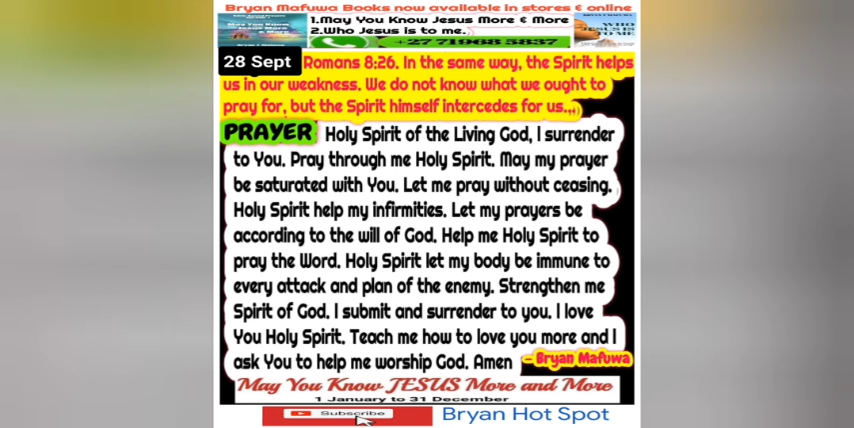 Bryan Mafuwa Books now available in stores & online
1.May You Know Jesus More & More
2.Who Jesus is to me.
+27 71968 5837
28 Sept Romans 8:26. In the same way, the Spirit helps
us in our weakness. We do not know what we ought to
pray for, but the Spirit himself intercedes for us..,
PRAYER Holy Spirit of the Living God, I surrender
to You. Pray through me Holy Spirit. May my prayer
be saturated with You. Let me pray without ceasing.
Holy Spirit help my infirmities. Let my prayers be
according to the will of God. Help me Holy Spirit to
pray the Word. Holy Spirit let my body be immune to
every attack and plan of the enemy. Strengthen me
Spirit of God. I submit and surrender to you. I love
You Holy Spirit. Teach me how to love you more and I
ask You to help me worship God. Amen - Bryan Mafuwa
May You Know JESUS More and More
1 January to 31 December
Subscribe Bryan Hot Spot